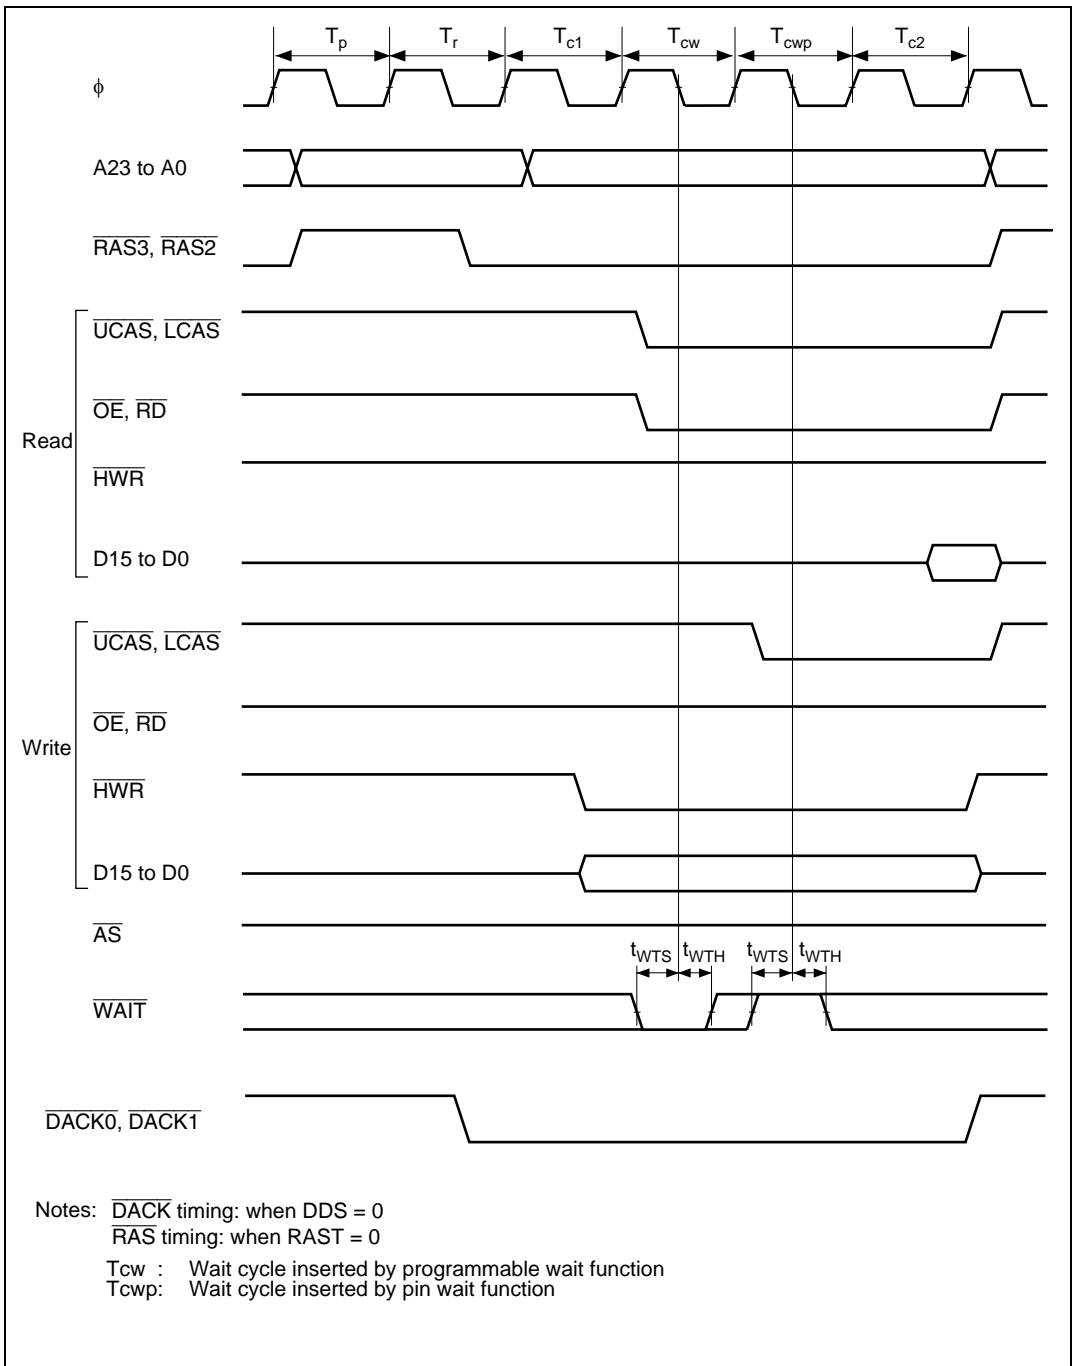 Tp Tr Tc1 Tcw Tcwp Tc2
ϕ
A23 to A0
RAS3, RAS2
Read
UCAS, LCAS
OE, RD
HWR
D15 to D0
Write
UCAS, LCAS
OE, RD
HWR
D15 to D0
AS
tWTS tWTH tWTS tWTH
WAIT
DACK0, DACK1
Notes: DACK timing: when DDS = 0
RAS timing: when RAST = 0
Tcw : Wait cycle inserted by programmable wait function
Tcwp: Wait cycle inserted by pin wait function